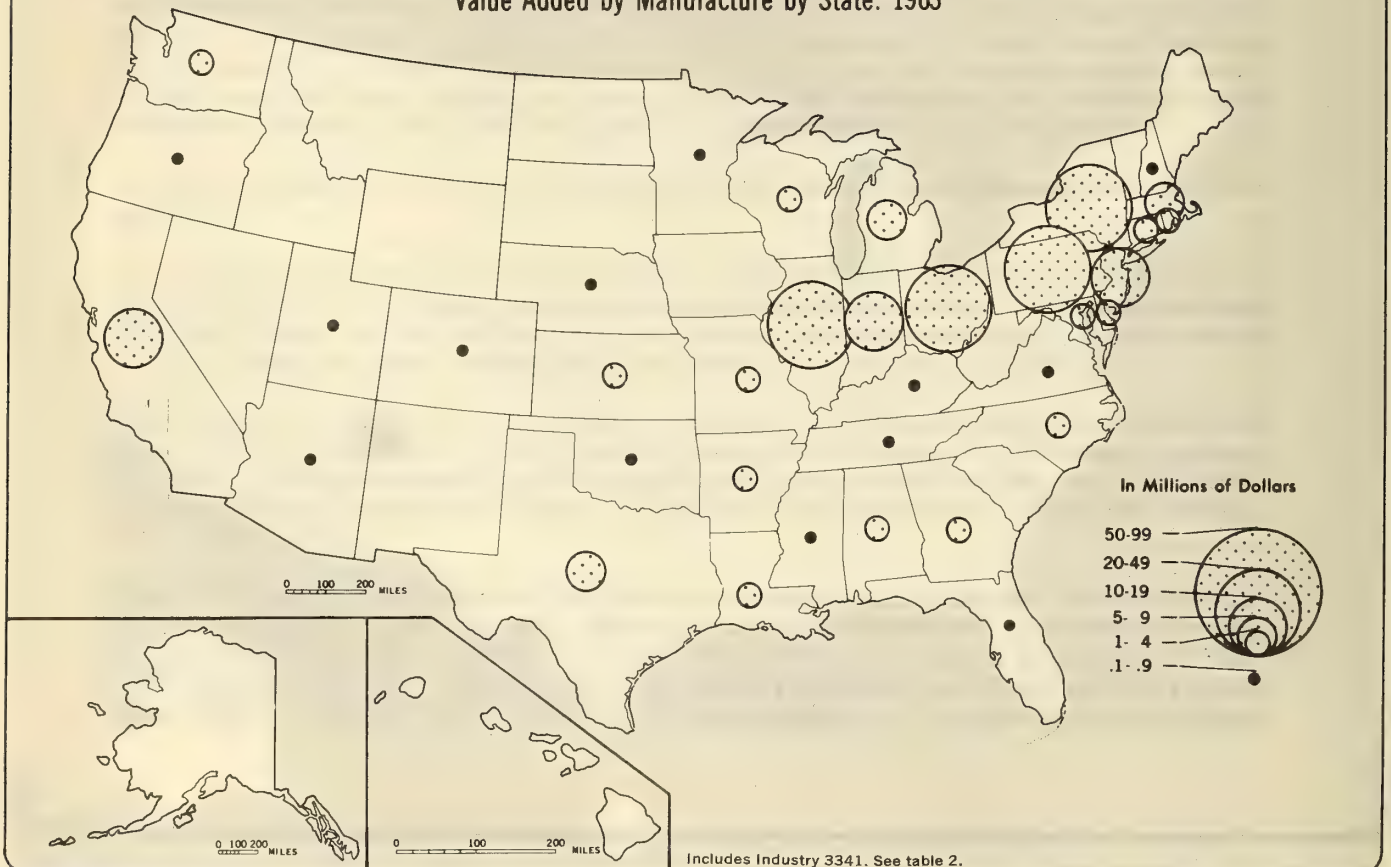 Value Added by Manufacture by State: 1963
In Millions of Dollars
50-99
20-49
10-19
5- 9
1- 4
.1- .9
0 100 200 MILES
0 100 200 MILES
0 100 200 MILES
Includes Industry 3341. See table 2.